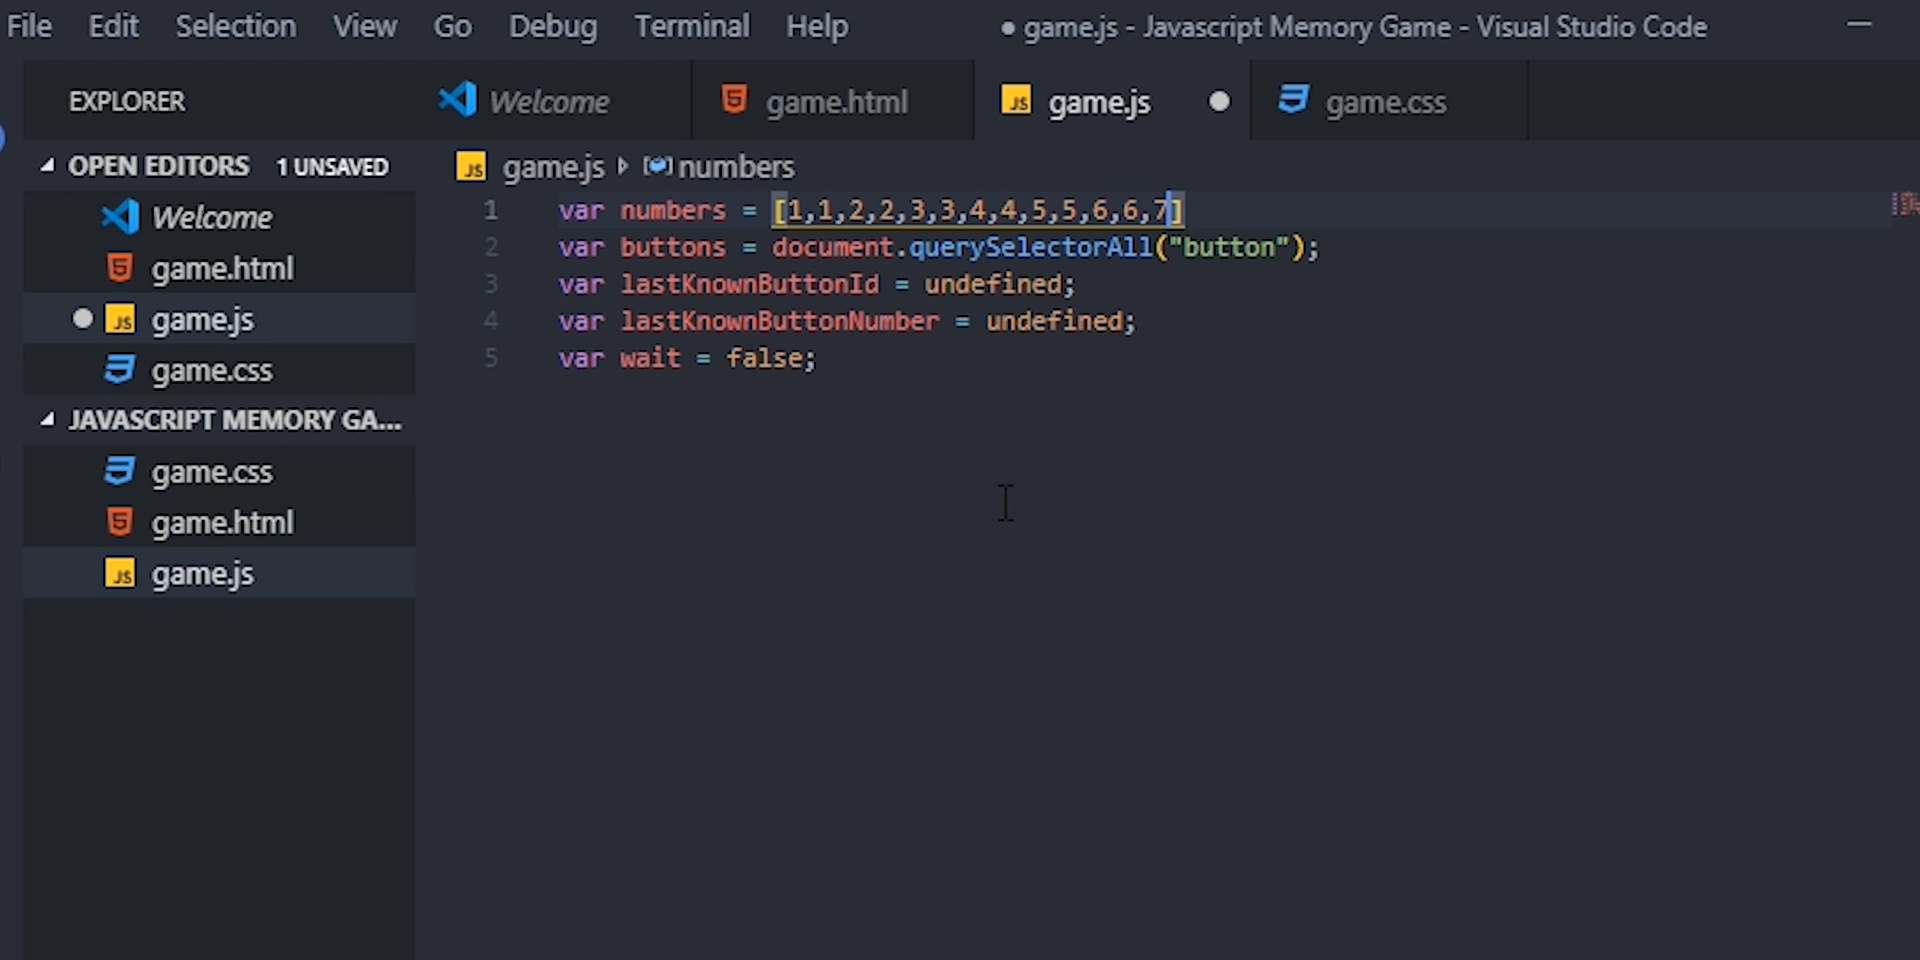 File Edit Selection View Go Debug Terminal Help ● game.js - Javascript Memory Game - Visual Studio Code
EXPLORER
Welcome game.html JS game.js game.css
OPEN EDITORS 1 UNSAVED
Welcome
game.html
JS game.js
game.css
JAVASCRIPT MEMORY GA...
game.css
game.html
JS game.js
JS game.js numbers
1 var numbers = [1,1,2,2,3,3,4,4,5,5,6,6,7]
2 var buttons = document.querySelectorAll("button");
3 var lastKnownButtonId = undefined;
4 var lastKnownButtonNumber = undefined;
5 var wait = false;